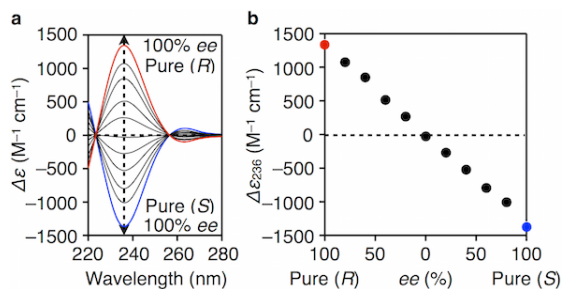 a
100% ee
Pure (R)
Pure (S)
100% ee
1500
1000
500
0
−500
−1000
−1500
Δε (M−1 cm−1)
220 240 260 280
Wavelength (nm)
b
1500
1000
500
0
−500
−1000
−1500
Δε236 (M−1 cm−1)
100 50 0 50 100
Pure (R) ee (%) Pure (S)